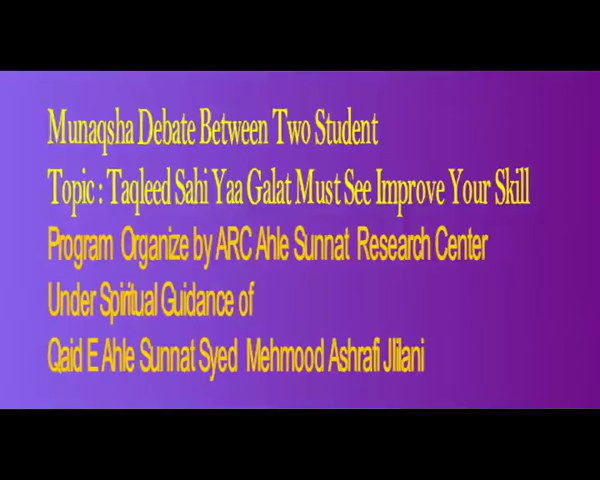 Munaqsha Debate Between Two Student
Topic : Taqleed Sahi Yaa Galat Must See Improve Your Skill
Program Organize by ARC Ahle Sunnat Research Center
Under Spiritual Guidance of
Qaid E Ahle Sunnat Syed Mehmood Ashrafi JIilani